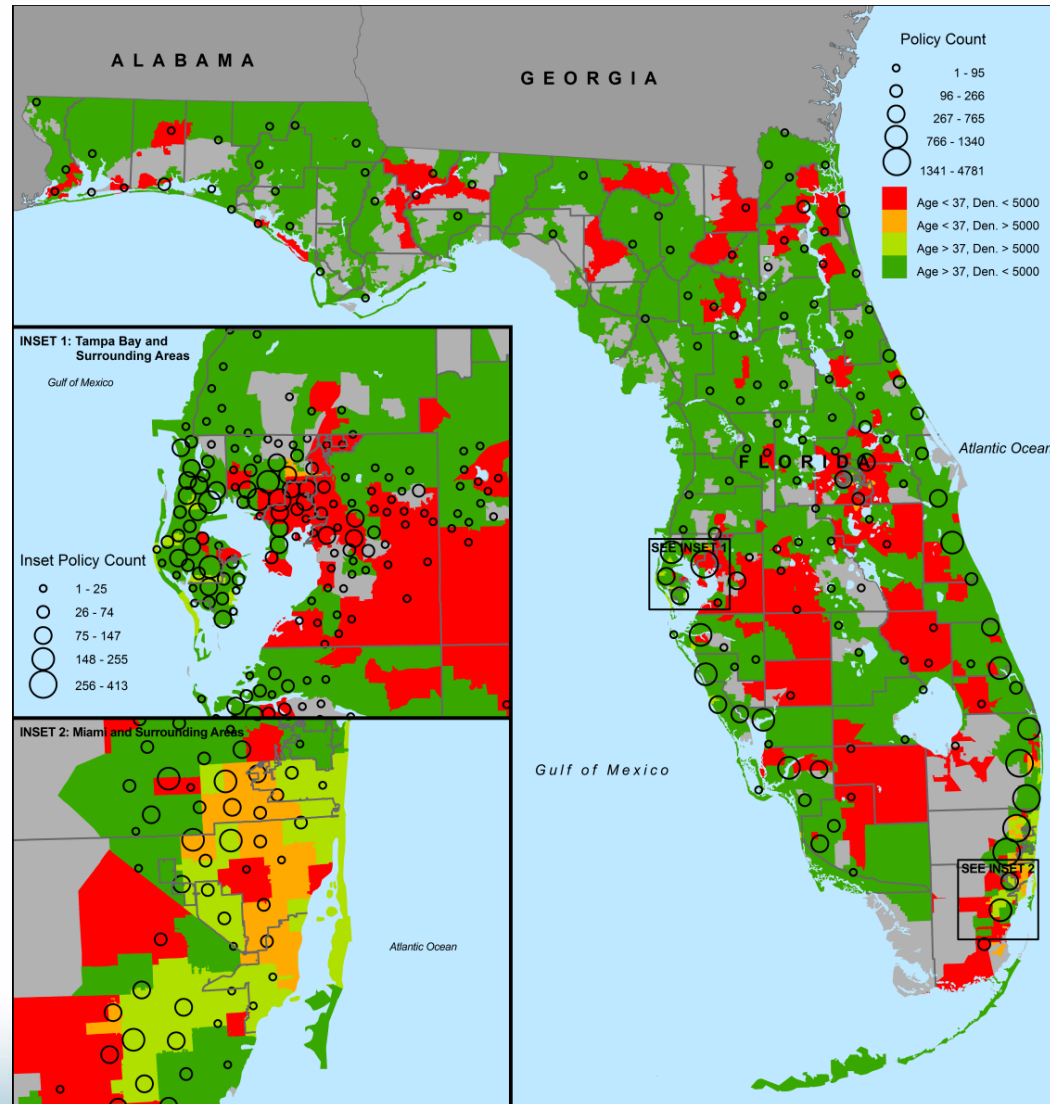 ALABAMA
GEORGIA
Policy Count
1 - 95
96 - 266
267 - 765
766 - 1340
1341 - 4781
Age < 37, Den. < 5000
Age < 37, Den. > 5000
Age > 37, Den. > 5000
Age > 37, Den. < 5000
INSET 1: Tampa Bay and
Surrounding Areas
Gulf of Mexico
Inset Policy Count
1 - 25
26 - 74
75 - 147
148 - 255
256 - 413
INSET 2: Miami and Surrounding Areas
Atlantic Ocean
FLORIDA
Atlantic Ocean
SEE INSET 1
Gulf of Mexico
SEE INSET 2